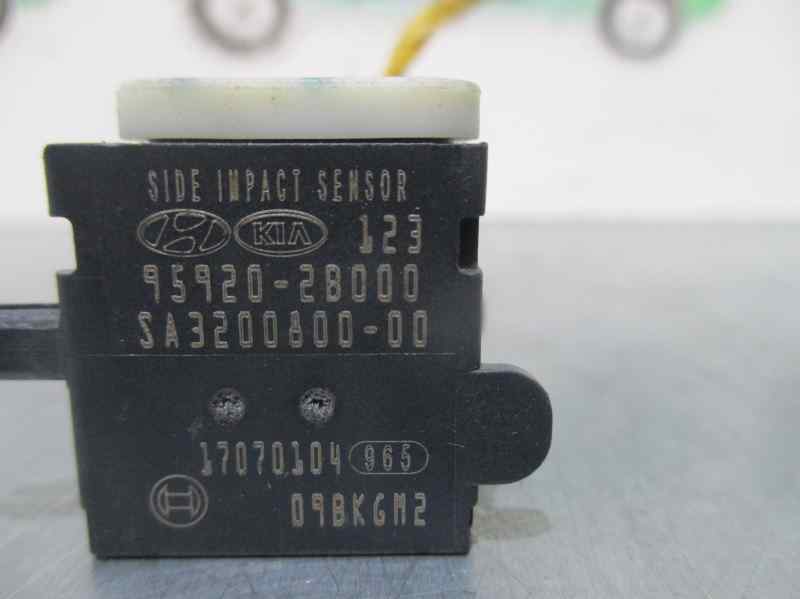 SIDE IMPACT SENSOR
KIA 123
95920-2B000
SA3200800-00
17070104 965
09BKGM2